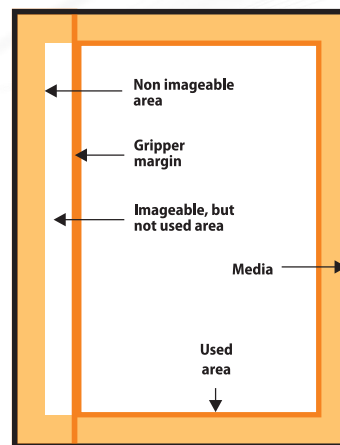 Non imageable
area
Gripper
margin
Imageable, but
not used area
Media
Used
area